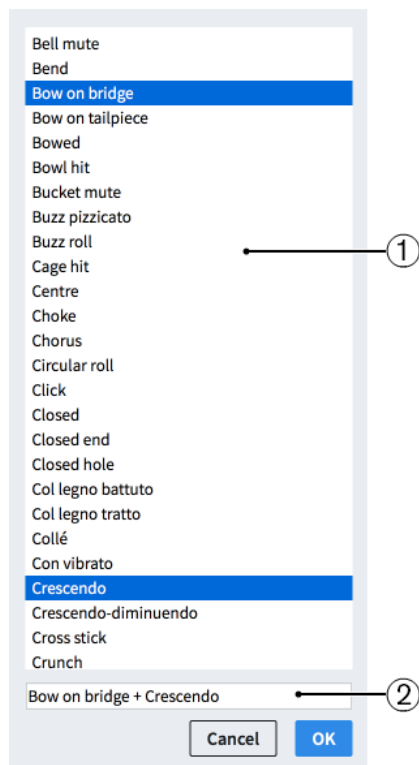 Bell mute
Bend
Bow on bridge
Bow on tailpiece
Bowed
Bowl hit
Bucket mute
Buzz pizzicato
Buzz roll
Cage hit
Centre
Choke
Chorus
Circular roll
Click
Closed
Closed end
Closed hole
Col legno battuto
Col legno tratto
Collé
Con vibrato
Crescendo
Crescendo-diminuendo
Cross stick
Crunch
Bow on bridge + Crescendo
Cancel OK
1
2